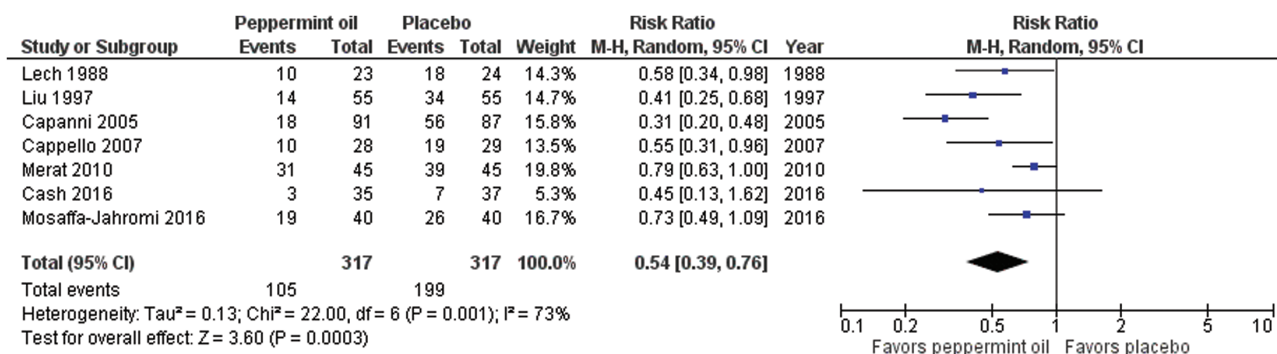 Peppermint oil Placebo Risk Ratio Risk Ratio
Study or Subgroup Events Total Events Total Weight M-H, Random, 95% CI Year M-H, Random, 95% CI
Lech 1988 10 23 18 24 14.3% 0.58 [0.34, 0.98] 1988
Liu 1997 14 55 34 55 14.7% 0.41 [0.25, 0.68] 1997
Capanni 2005 18 91 56 87 15.8% 0.31 [0.20, 0.48] 2005
Cappello 2007 10 28 19 29 13.5% 0.55 [0.31, 0.96] 2007
Merat 2010 31 45 39 45 19.8% 0.79 [0.63, 1.00] 2010
Cash 2016 3 35 7 37 5.3% 0.45 [0.13, 1.62] 2016
Mosaffa-Jahromi 2016 19 40 26 40 16.7% 0.73 [0.49, 1.09] 2016
Total (95% CI) 317 317 100.0% 0.54 [0.39, 0.76]
Total events 105 199
Heterogeneity: Tau² = 0.13; Chi² = 22.00, df = 6 (P = 0.001); I² = 73%
Test for overall effect: Z = 3.60 (P = 0.0003)
0.1 0.2 0.5 1 2 5 10
Favors peppermint oil Favors placebo